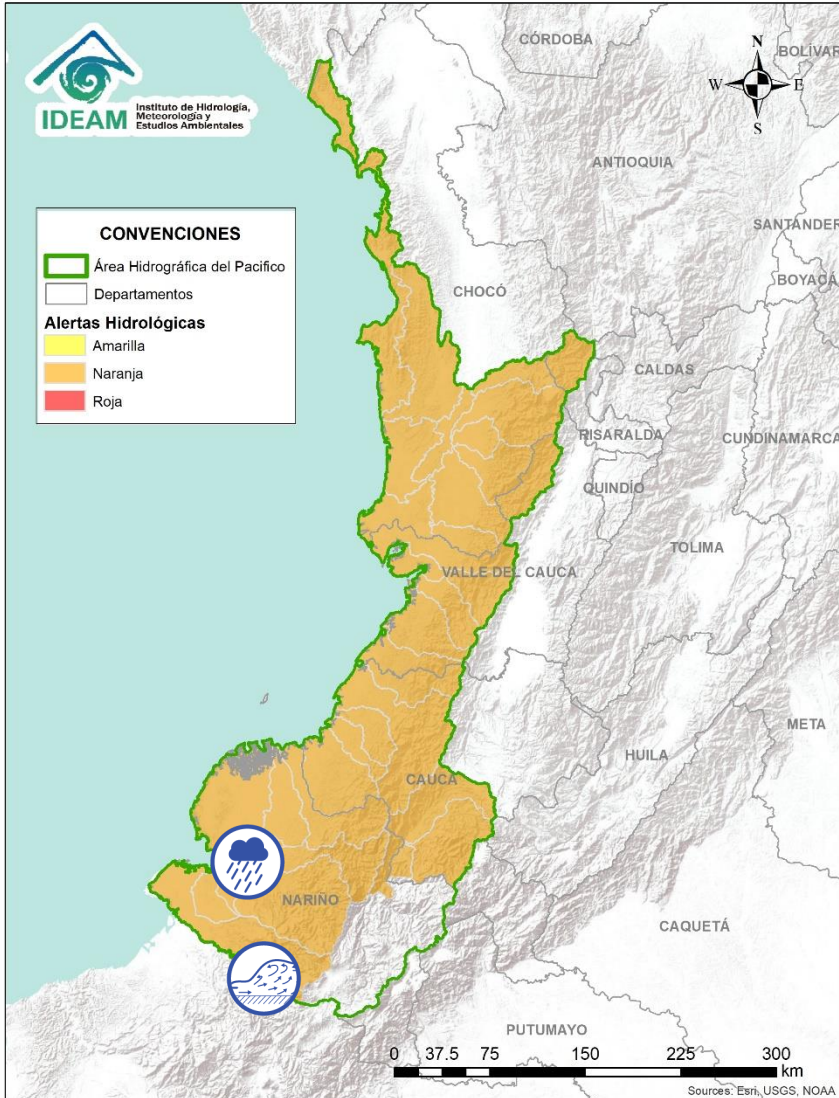 IDEAM
Instituto de Hidrología,
Meteorología y
Estudios Ambientales
CÓRDOBA
BOLÍVAR
N
W
E
S
ANTIOQUIA
SANTANDER
BOYACÁ
CONVENCIONES
Área Hidrográfica del Pacifico
Departamentos
Alertas Hidrológicas
Amarilla
Naranja
Roja
CHOCÓ
CALDAS
RISARALDA
CUNDINAMARCA
QUINDÍO
TOLIMA
VALLE DEL CAUCA
META
HUILA
CAUCA
NARIÑO
CAQUETÁ
PUTUMAYO
0 37.5 75 150 225 300
km
Sources: Esri, USGS, NOAA